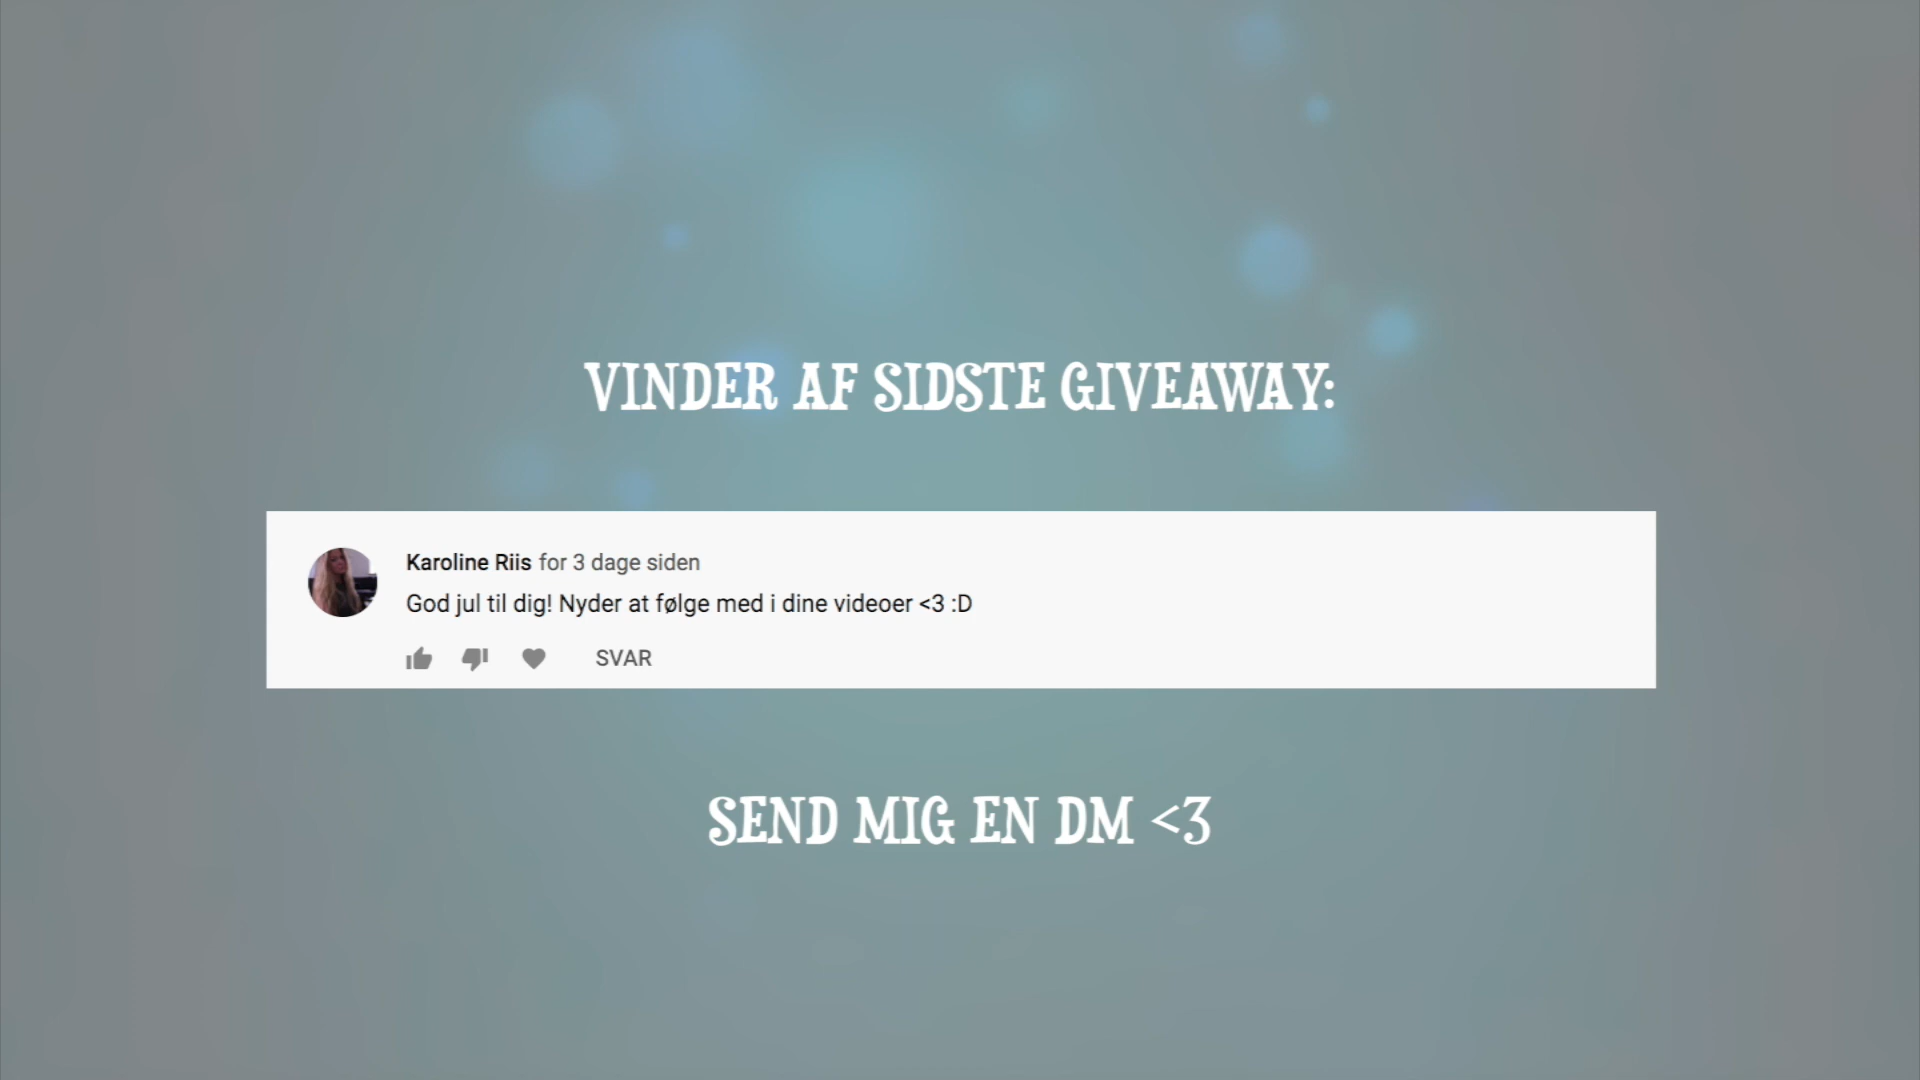 VINDER AF SIDSTE GIVEAWAY:
Karoline Riis for 3 dage siden
God jul til dig! Nyder at følge med i dine videoer <3 :D
SVAR
SEND MIG EN DM <3